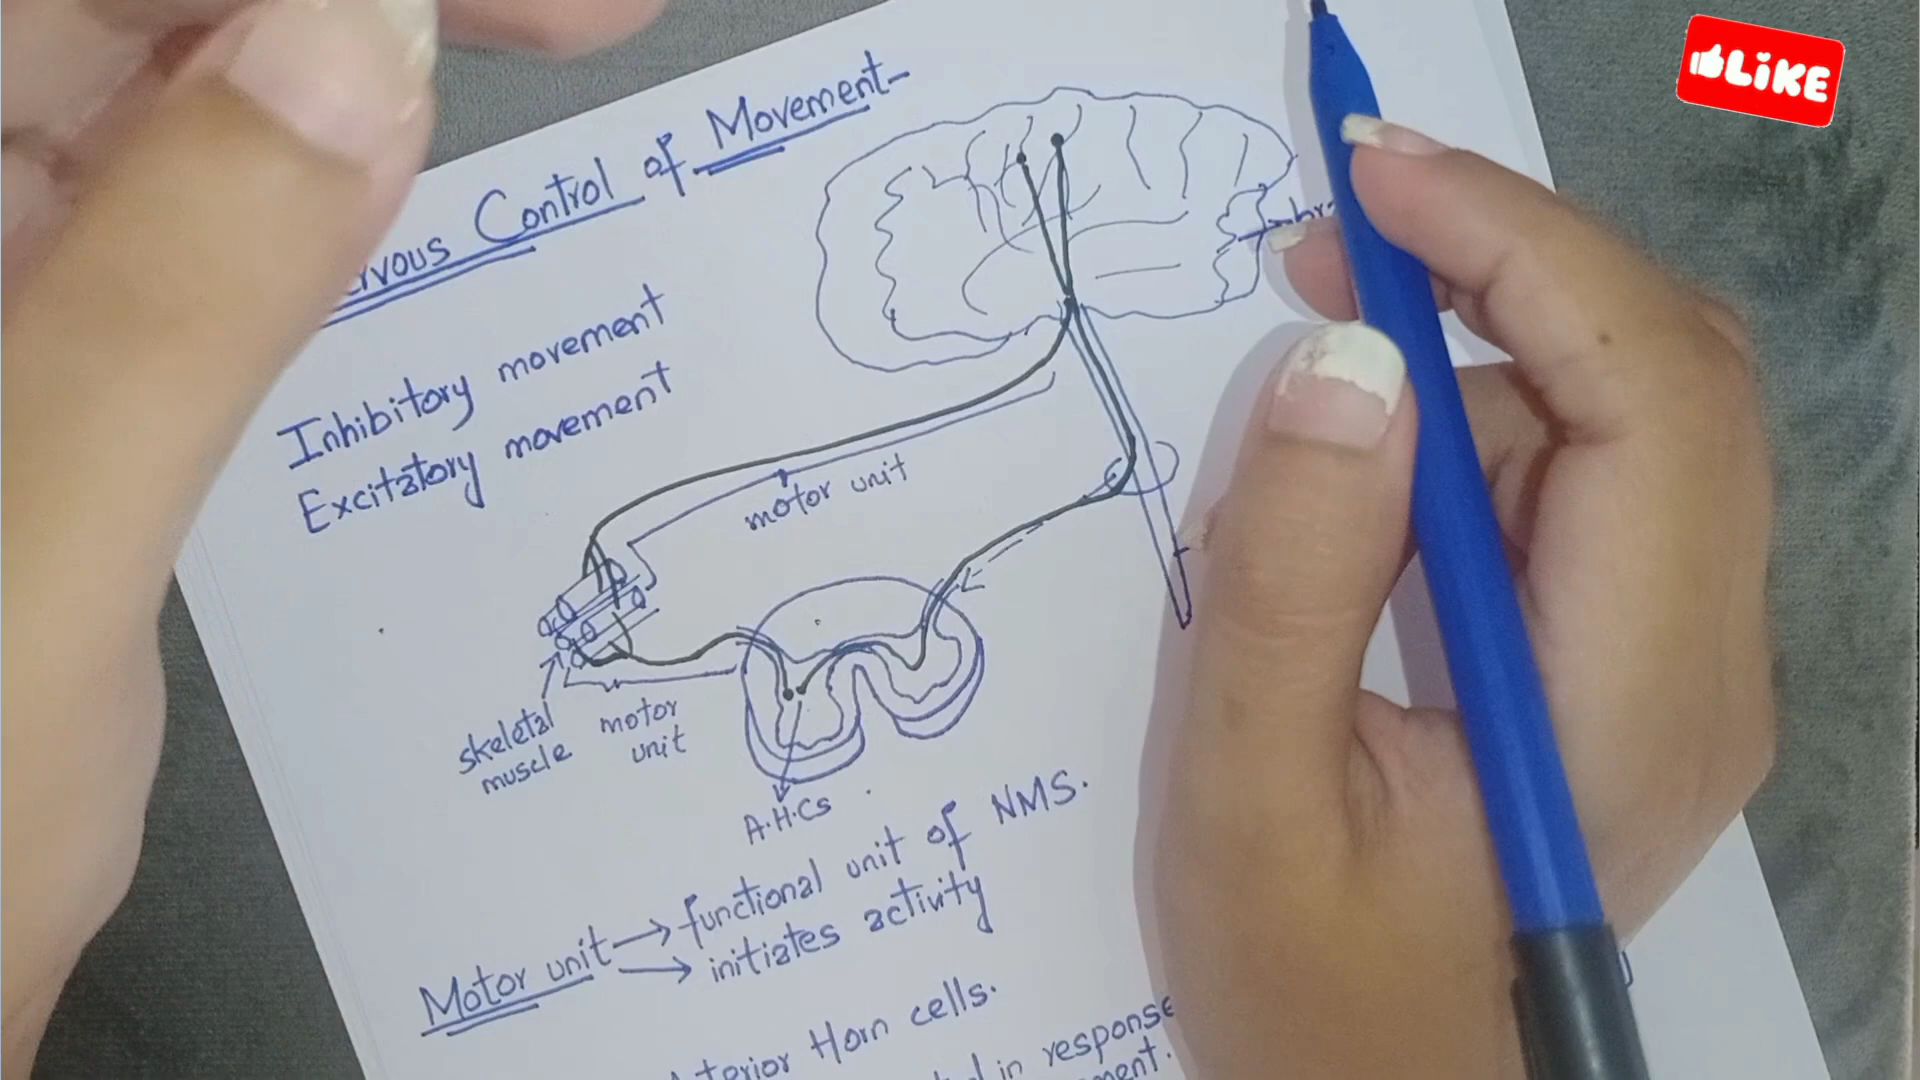 Control of Movement-
Inhibitory movement
Excitatory movement
motor unit
skeletal
muscle
motor
unit
A.H.Cs
Motor unit → functional unit of NMS.
→ initiates activity
Horn cells.
in response
LIKE